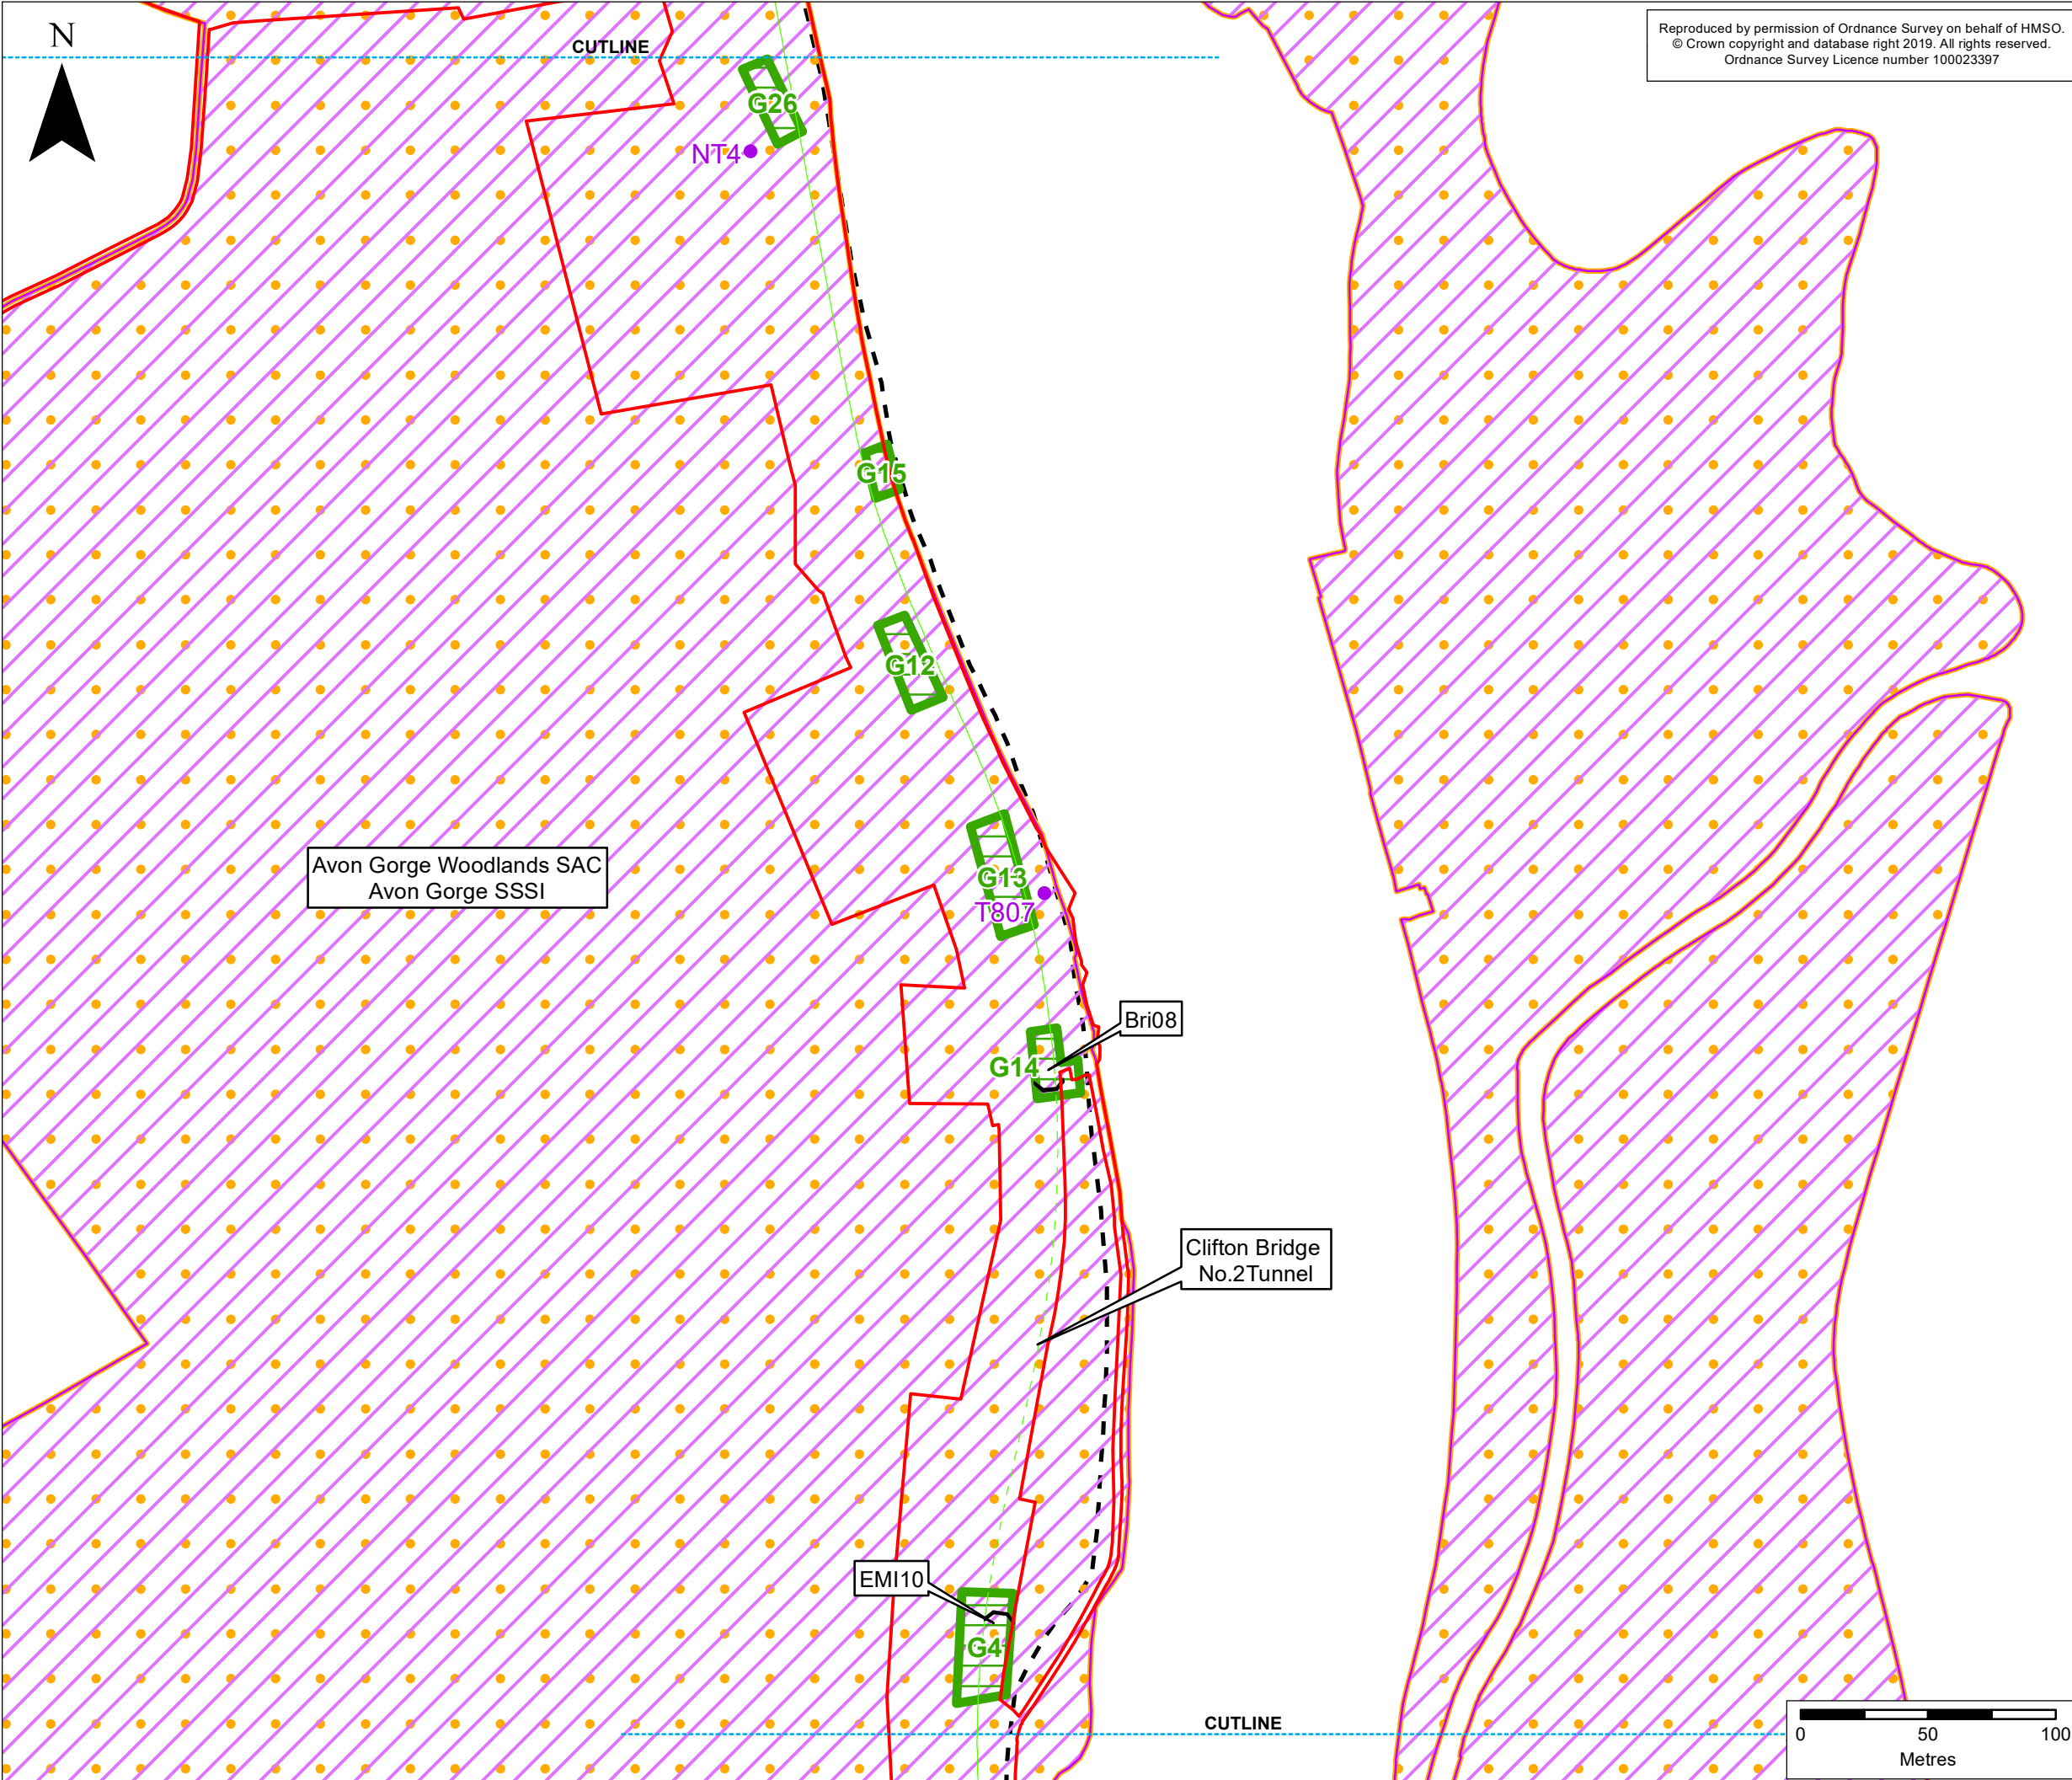 N
CUTLINE
Reproduced by permission of Ordnance Survey on behalf of HMSO.
© Crown copyright and database right 2019. All rights reserved.
Ordnance Survey Licence number 100023397
G26
NT4
G15
G12
Avon Gorge Woodlands SAC
Avon Gorge SSSI
G13
T807
Bri08
G14
Clifton Bridge
No.2Tunnel
EMI10
G4
CUTLINE
0 50 100
Metres